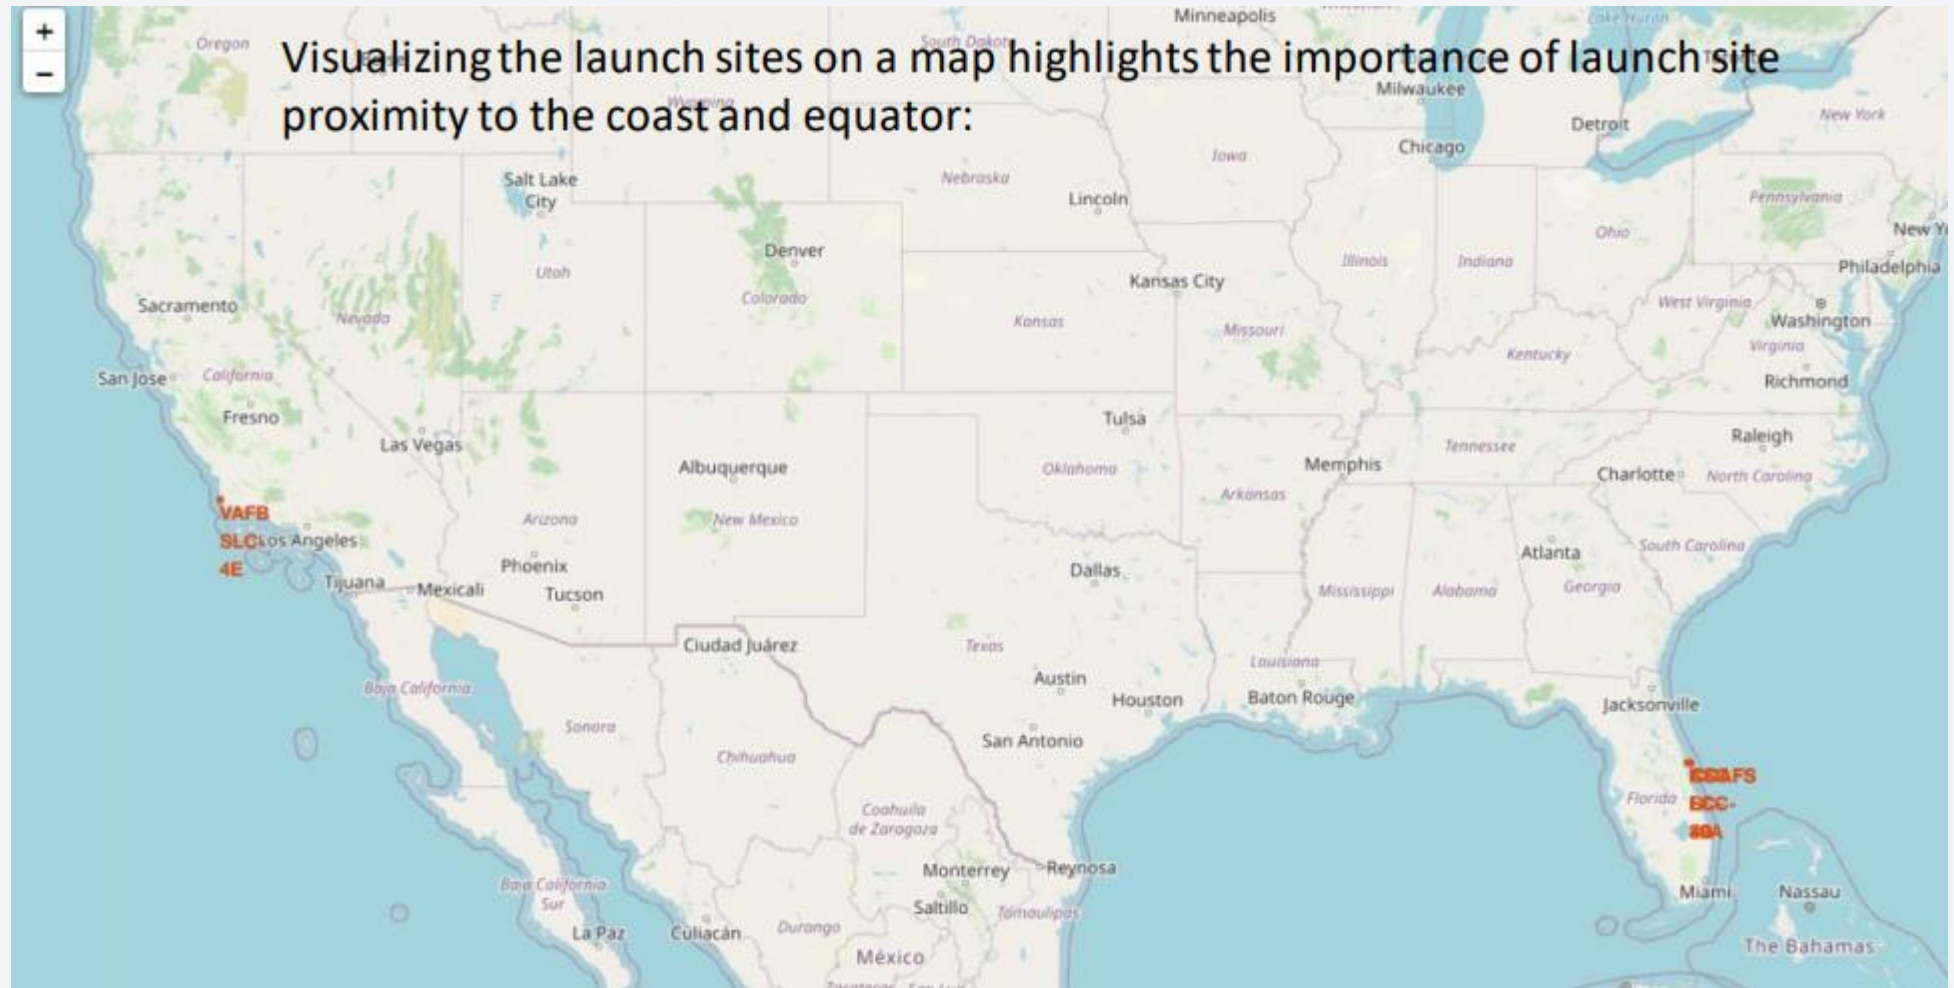 +
−
Visualizing the launch sites on a map highlights the importance of launch site
proximity to the coast and equator:
Minneapolis
Lake Huron
Oregon
South Dakota
Wyoming
Milwaukee
New York
Detroit
Chicago
Iowa
Salt Lake
City
Nebraska
Lincoln
Pennsylvania
New Y
Ohio
Denver
Utah
Illinois
Indiana
Philadelphia
Kansas City
Colorado
Sacramento
West Virginia
Nevada
Kansas
Missouri
Washington
Virginia
Kentucky
San Jose
California
Richmond
Fresno
Las Vegas
Tulsa
Raleigh
Tennessee
Albuquerque
Oklahoma
Memphis
Charlotte
North Carolina
Arkansas
VAFB
SLC-
4E
Los Angeles
Arizona
New Mexico
Atlanta
South Carolina
Phoenix
Dallas
Tijuana
Mexicali
Tucson
Mississippi
Alabama
Georgia
Ciudad Juárez
Texas
Louisiana
Austin
Baja California
Houston
Baton Rouge
Jacksonville
Sonora
San Antonio
Chihuahua
Florida
Coahuila
de Zaragoza
Monterrey
Reynosa
Baja California
Sur
Saltillo
Tamaulipas
Miami
Nassau
La Paz
Culiacán
Durango
México
The Bahamas